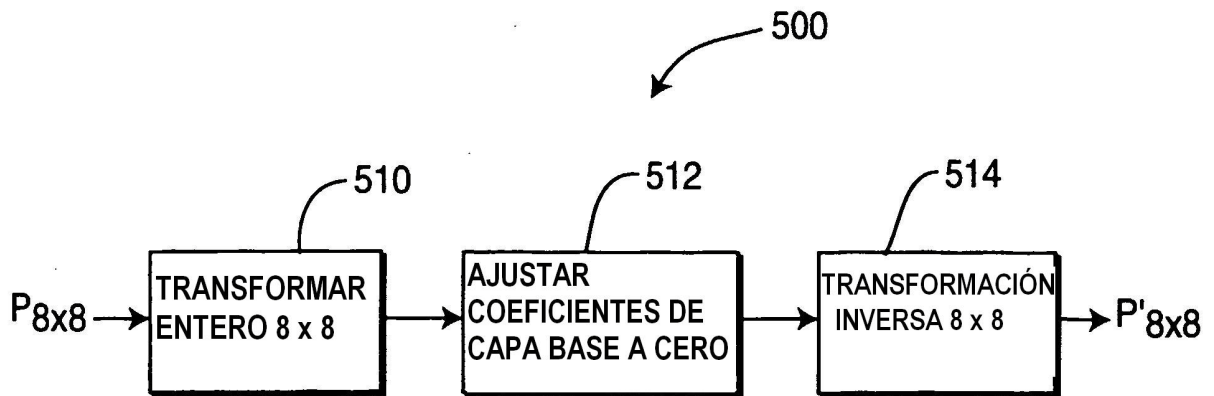 500
510
512
514
P8x8
TRANSFORMAR
ENTERO 8 x 8
AJUSTAR
COEFICIENTES DE
CAPA BASE A CERO
TRANSFORMACIÓN
INVERSA 8 x 8
P'8x8